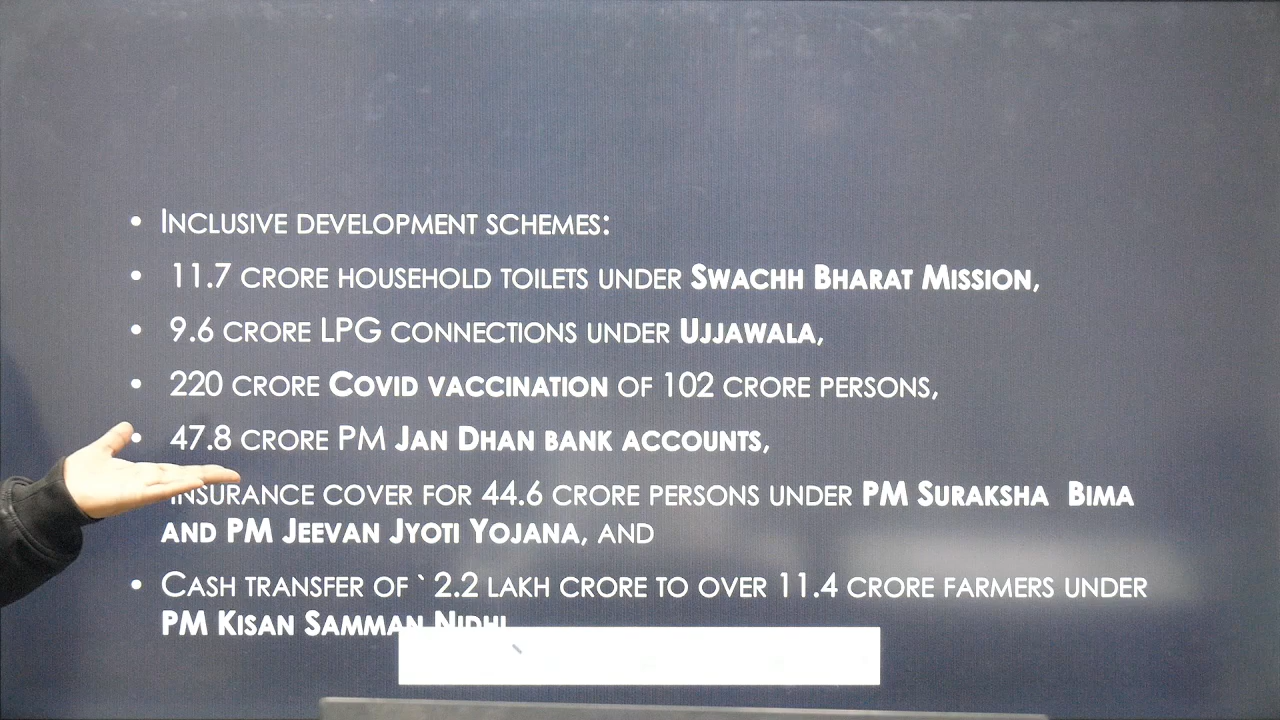 • Inclusive development schemes:
• 11.7 crore household toilets under Swachh Bharat Mission,
• 9.6 crore LPG connections under Ujjawala,
• 220 crore Covid vaccination of 102 crore persons,
• 47.8 crore PM Jan Dhan bank accounts,
Insurance cover for 44.6 crore persons under PM Suraksha Bima
and PM Jeevan Jyoti Yojana, and
• Cash transfer of ` 2.2 lakh crore to over 11.4 crore farmers under
PM Kisan Samman Nidhi